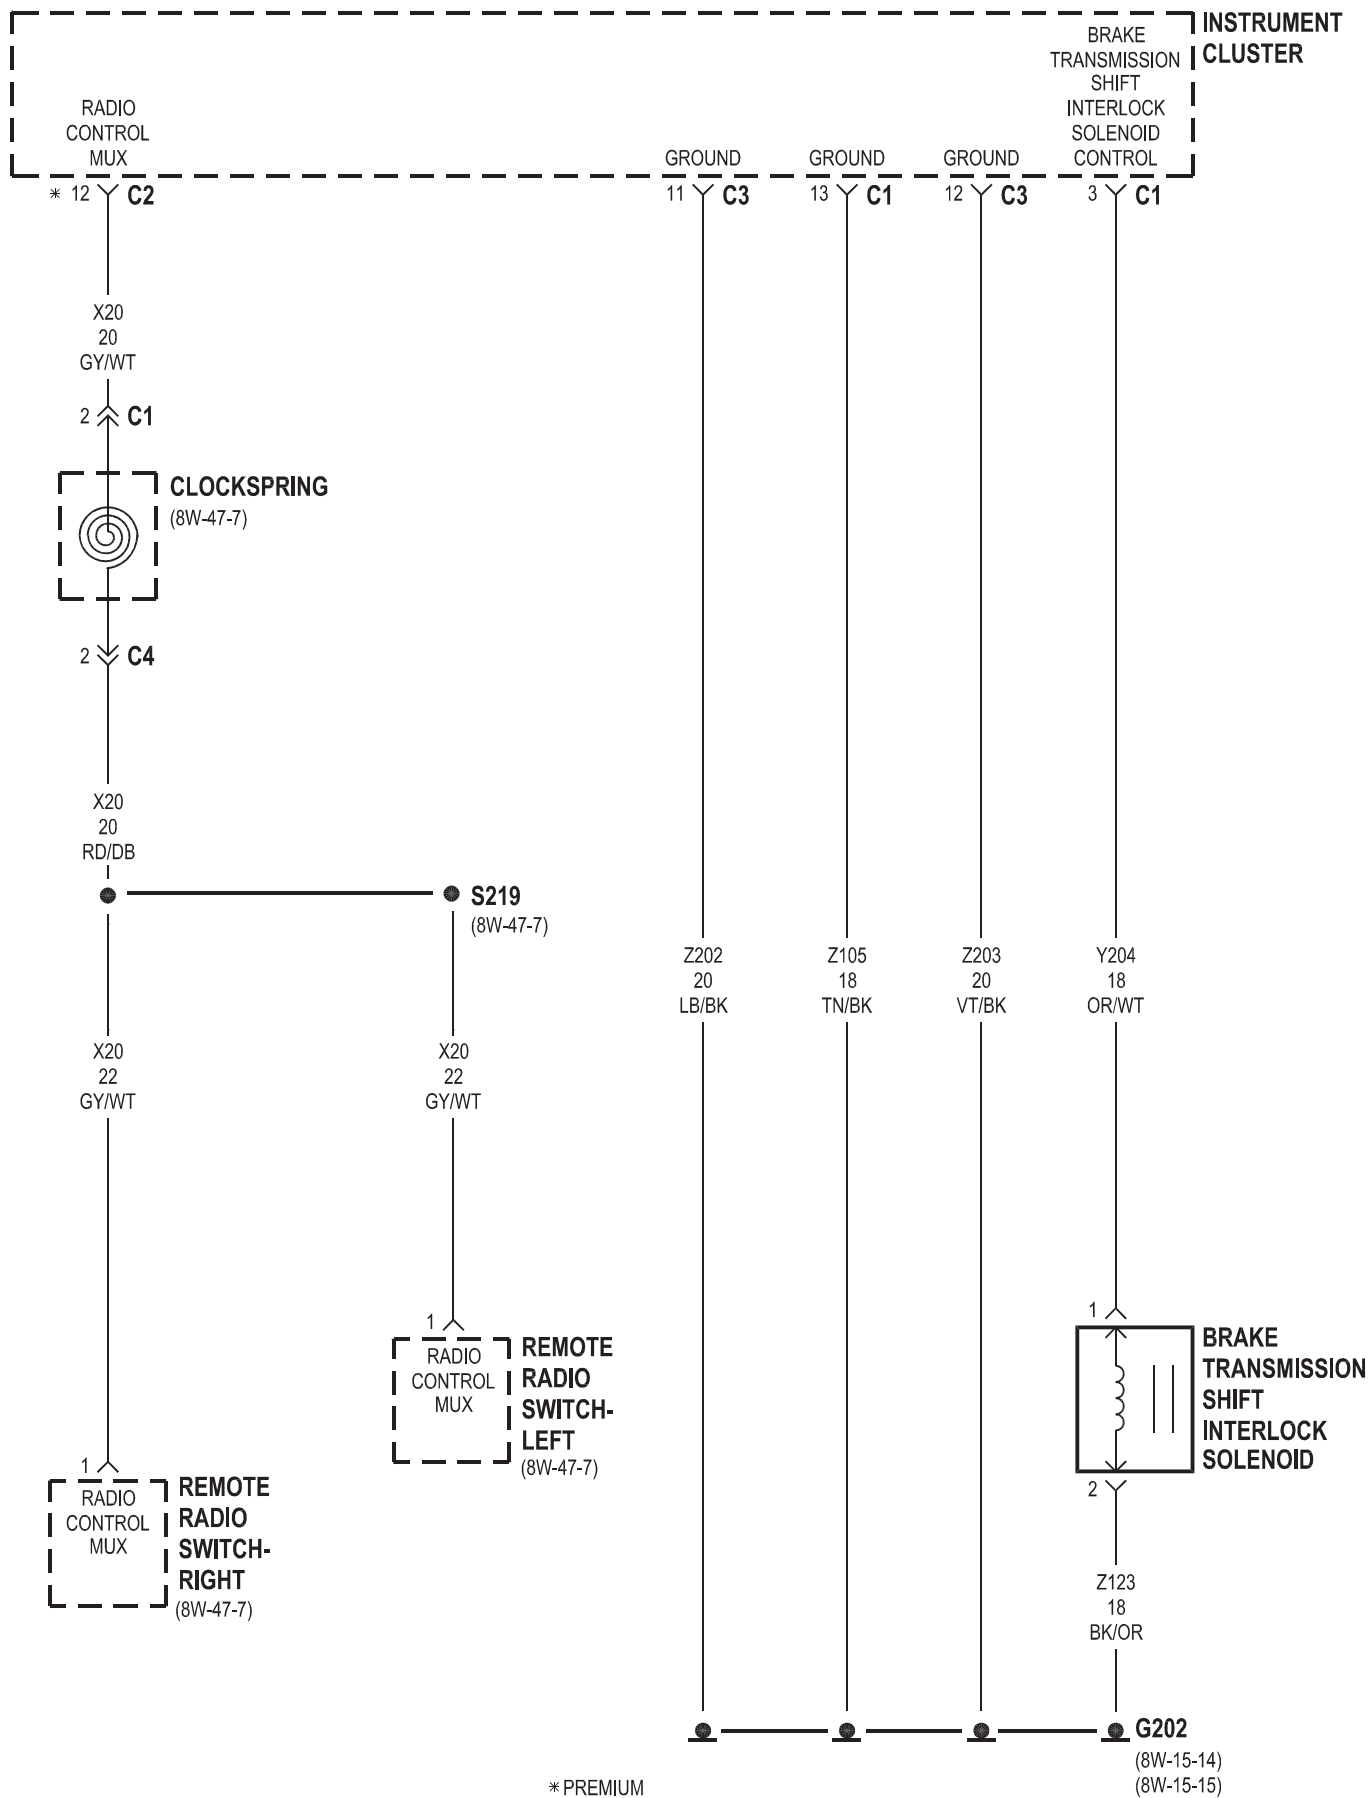 INSTRUMENT
CLUSTER
BRAKE
TRANSMISSION
SHIFT
INTERLOCK
SOLENOID
CONTROL
RADIO
CONTROL
MUX
GROUND
GROUND
GROUND
* 12 C2
11 C3
13 C1
12 C3
3 C1
X20
20
GY/WT
2 C1
CLOCKSPRING
(8W-47-7)
2 C4
X20
20
RD/DB
S219
(8W-47-7)
Z202
20
LB/BK
Z105
18
TN/BK
Z203
20
VT/BK
Y204
18
OR/WT
X20
22
GY/WT
X20
22
GY/WT
1
RADIO
CONTROL
MUX
REMOTE
RADIO
SWITCH-
LEFT
(8W-47-7)
1
BRAKE
TRANSMISSION
SHIFT
INTERLOCK
SOLENOID
2
1
RADIO
CONTROL
MUX
REMOTE
RADIO
SWITCH-
RIGHT
(8W-47-7)
Z123
18
BK/OR
G202
(8W-15-14)
(8W-15-15)
* PREMIUM